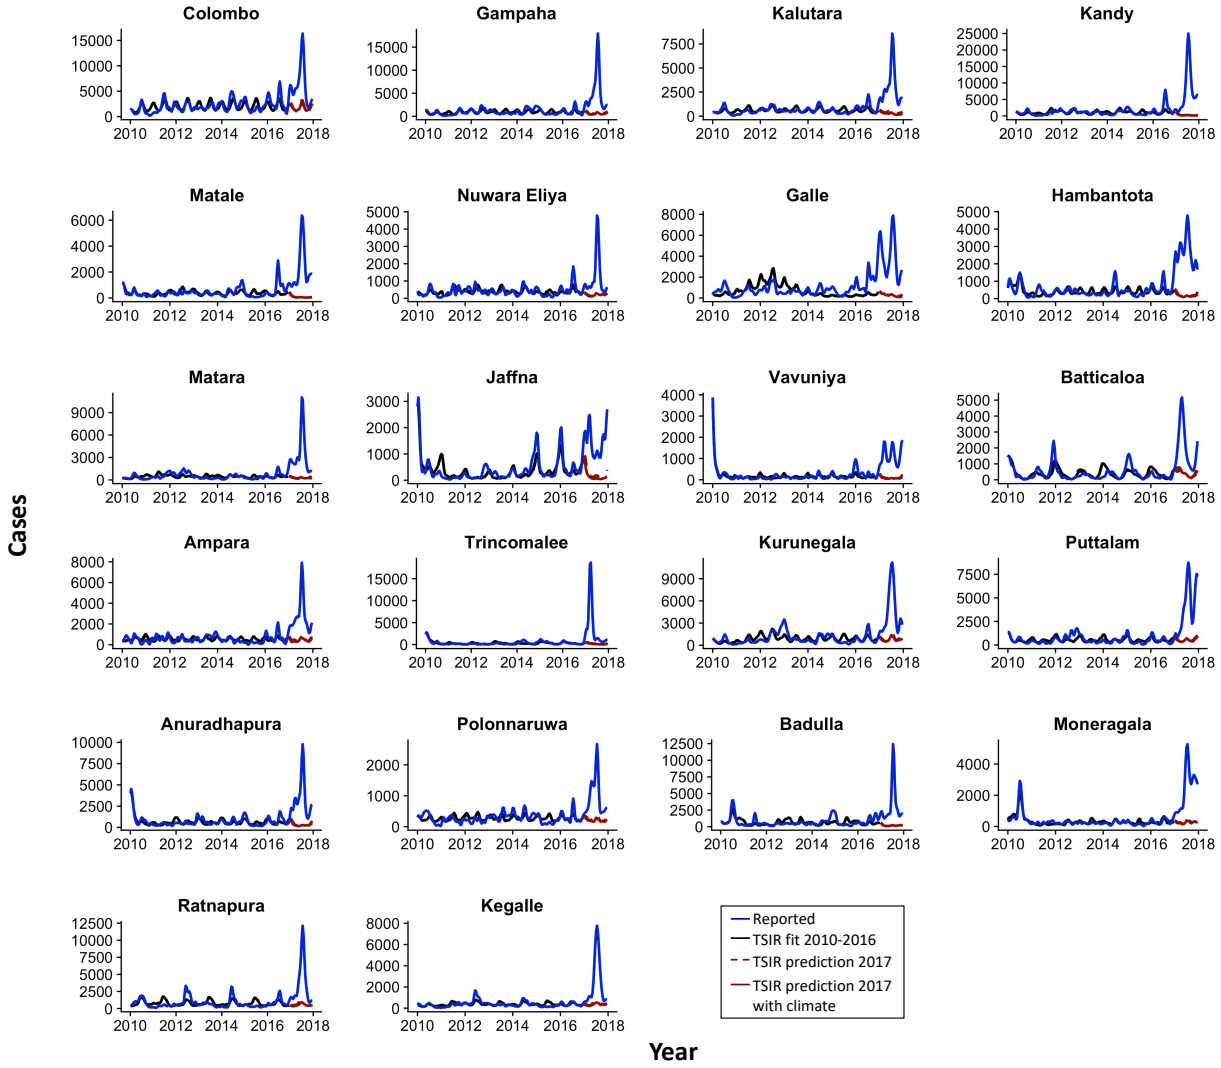 Colombo
15000
10000
5000
0
2010 2012 2014 2016 2018
Gampaha
15000
10000
5000
0
2010 2012 2014 2016 2018
Kalutara
7500
5000
2500
0
2010 2012 2014 2016 2018
Kandy
25000
20000
15000
10000
5000
0
2010 2012 2014 2016 2018
Matale
6000
4000
2000
0
2010 2012 2014 2016 2018
Nuwara Eliya
5000
4000
3000
2000
1000
0
2010 2012 2014 2016 2018
Galle
8000
6000
4000
2000
0
2010 2012 2014 2016 2018
Hambantota
5000
4000
3000
2000
1000
0
2010 2012 2014 2016 2018
Matara
9000
6000
3000
0
2010 2012 2014 2016 2018
Jaffna
3000
2000
1000
0
2010 2012 2014 2016 2018
Vavuniya
4000
3000
2000
1000
0
2010 2012 2014 2016 2018
Batticaloa
5000
4000
3000
2000
1000
0
2010 2012 2014 2016 2018
Cases
Ampara
8000
6000
4000
2000
0
2010 2012 2014 2016 2018
Trincomalee
15000
10000
5000
0
2010 2012 2014 2016 2018
Kurunegala
9000
6000
3000
0
2010 2012 2014 2016 2018
Puttalam
7500
5000
2500
0
2010 2012 2014 2016 2018
Anuradhapura
10000
7500
5000
2500
0
2010 2012 2014 2016 2018
Polonnaruwa
2000
1000
0
2010 2012 2014 2016 2018
Badulla
12500
10000
7500
5000
2500
0
2010 2012 2014 2016 2018
Moneragala
4000
2000
0
2010 2012 2014 2016 2018
Ratnapura
12500
10000
7500
5000
2500
0
2010 2012 2014 2016 2018
Kegalle
8000
6000
4000
2000
0
2010 2012 2014 2016 2018
Reported
TSIR fit 2010-2016
TSIR prediction 2017
TSIR prediction 2017
with climate
Year